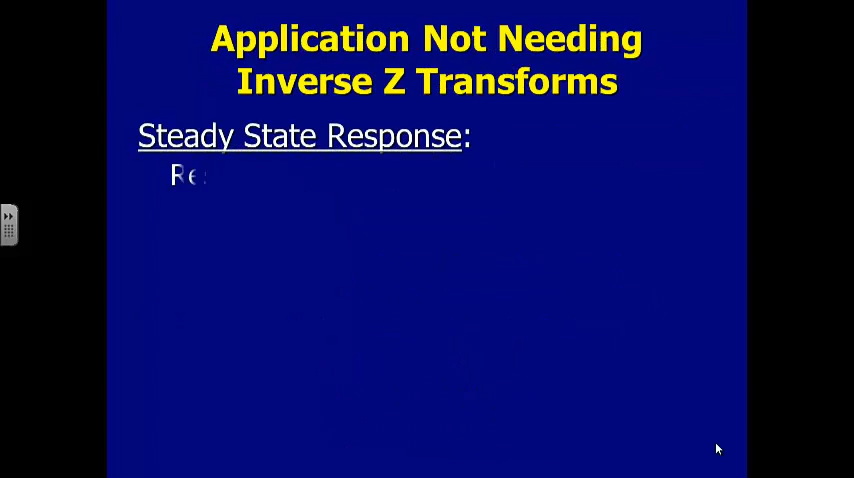 Application Not Needing
Inverse Z Transforms
Steady State Response: